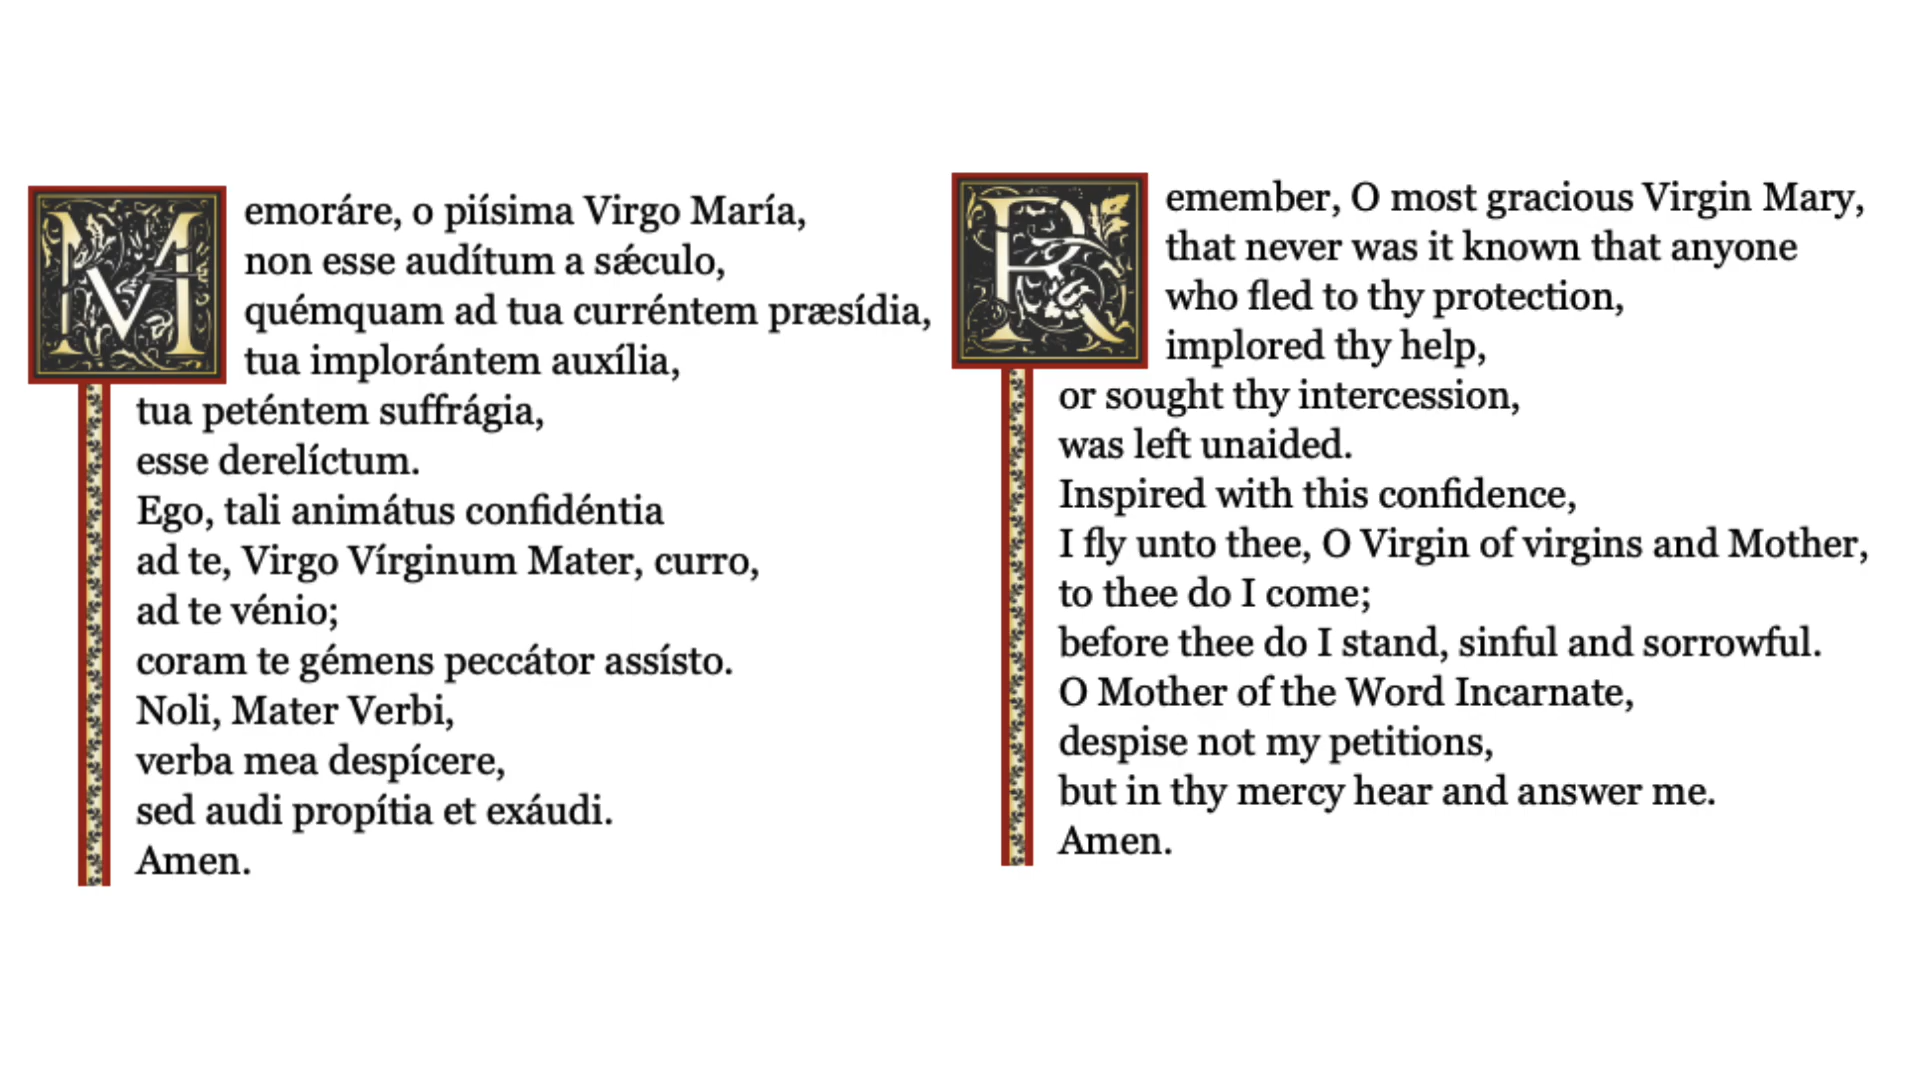 Memoráre, o piísima Virgo María,
non esse audítum a sǽculo,
quémquam ad tua curréntem præsídia,
tua implorántem auxília,
tua peténtem suffrágia,
esse derelíctum.
Ego, tali animátus confidéntia
ad te, Virgo Vírginum Mater, curro,
ad te vénio;
coram te gémens peccátor assísto.
Noli, Mater Verbi,
verba mea despícere,
sed audi propítia et exáudi.
Amen.
Remember, O most gracious Virgin Mary,
that never was it known that anyone
who fled to thy protection,
implored thy help,
or sought thy intercession,
was left unaided.
Inspired with this confidence,
I fly unto thee, O Virgin of virgins and Mother,
to thee do I come;
before thee do I stand, sinful and sorrowful.
O Mother of the Word Incarnate,
despise not my petitions,
but in thy mercy hear and answer me.
Amen.